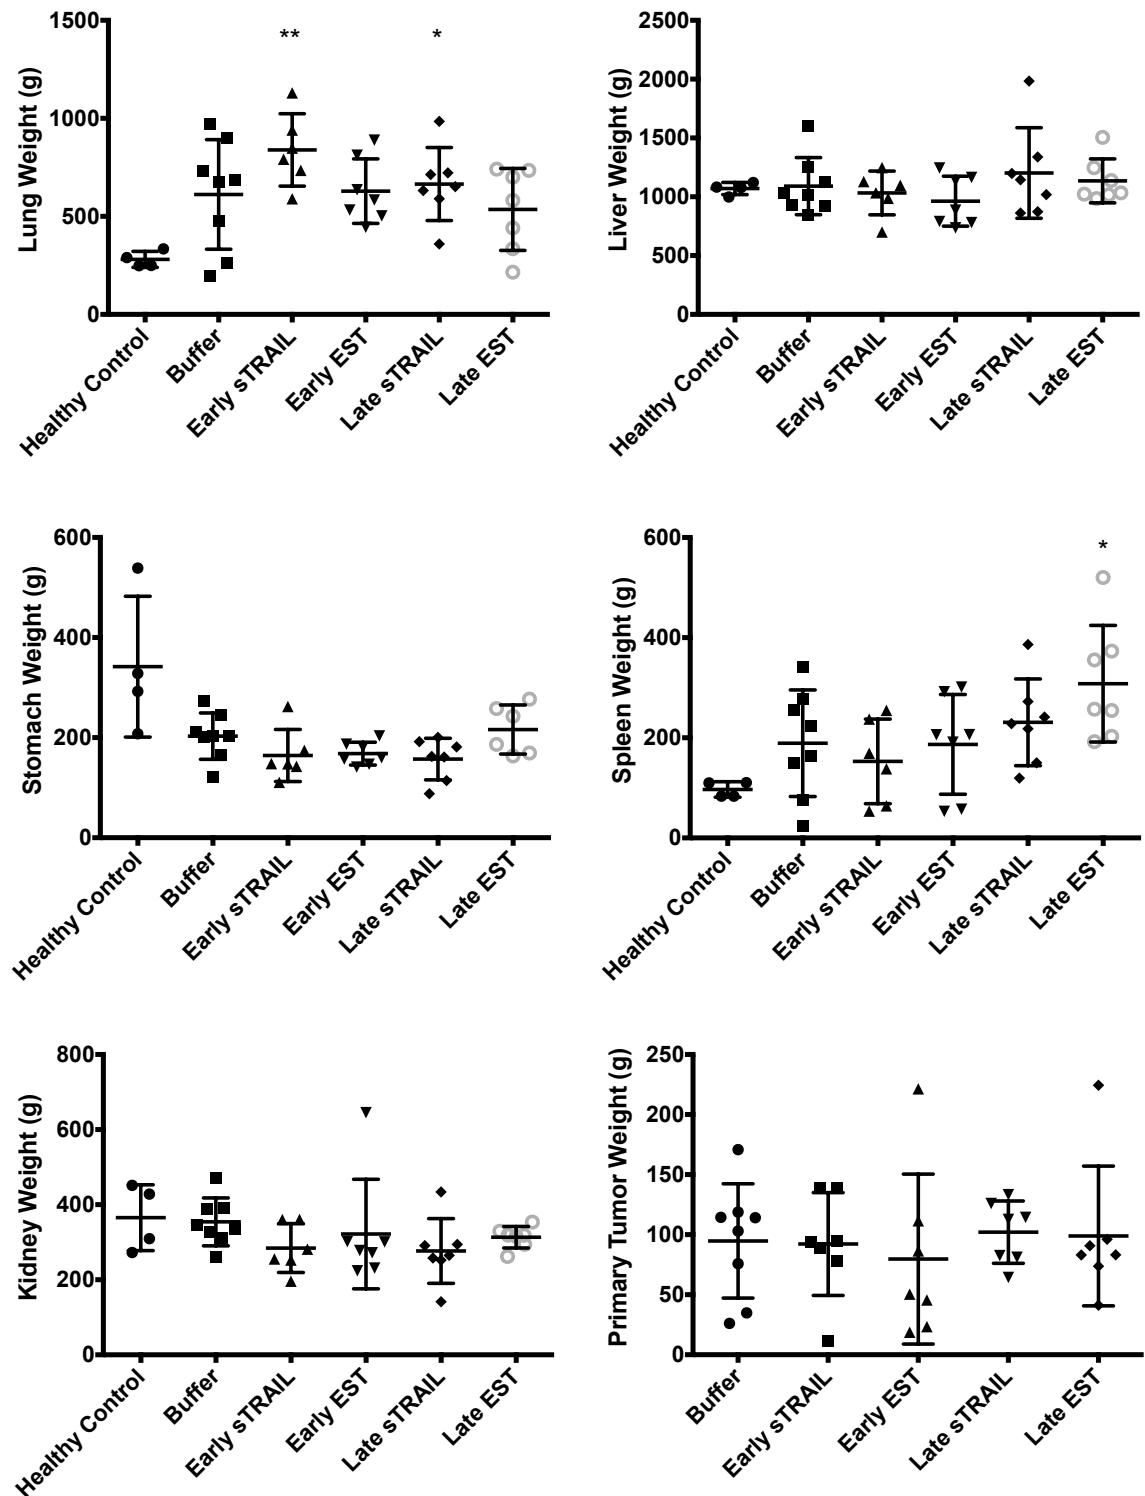 Lung Weight (g)
1500
1000
500
0
** *
Healthy Control
Buffer
Early sTRAIL
Early EST
Late sTRAIL
Late EST
Liver Weight (g)
2500
2000
1500
1000
500
0
Healthy Control
Buffer
Early sTRAIL
Early EST
Late sTRAIL
Late EST
Stomach Weight (g)
600
400
200
0
Healthy Control
Buffer
Early sTRAIL
Early EST
Late sTRAIL
Late EST
Spleen Weight (g)
600
400
200
0
*
Healthy Control
Buffer
Early sTRAIL
Early EST
Late sTRAIL
Late EST
Kidney Weight (g)
800
600
400
200
0
Healthy Control
Buffer
Early sTRAIL
Early EST
Late sTRAIL
Late EST
Primary Tumor Weight (g)
250
200
150
100
50
0
Buffer
Early sTRAIL
Early EST
Late sTRAIL
Late EST